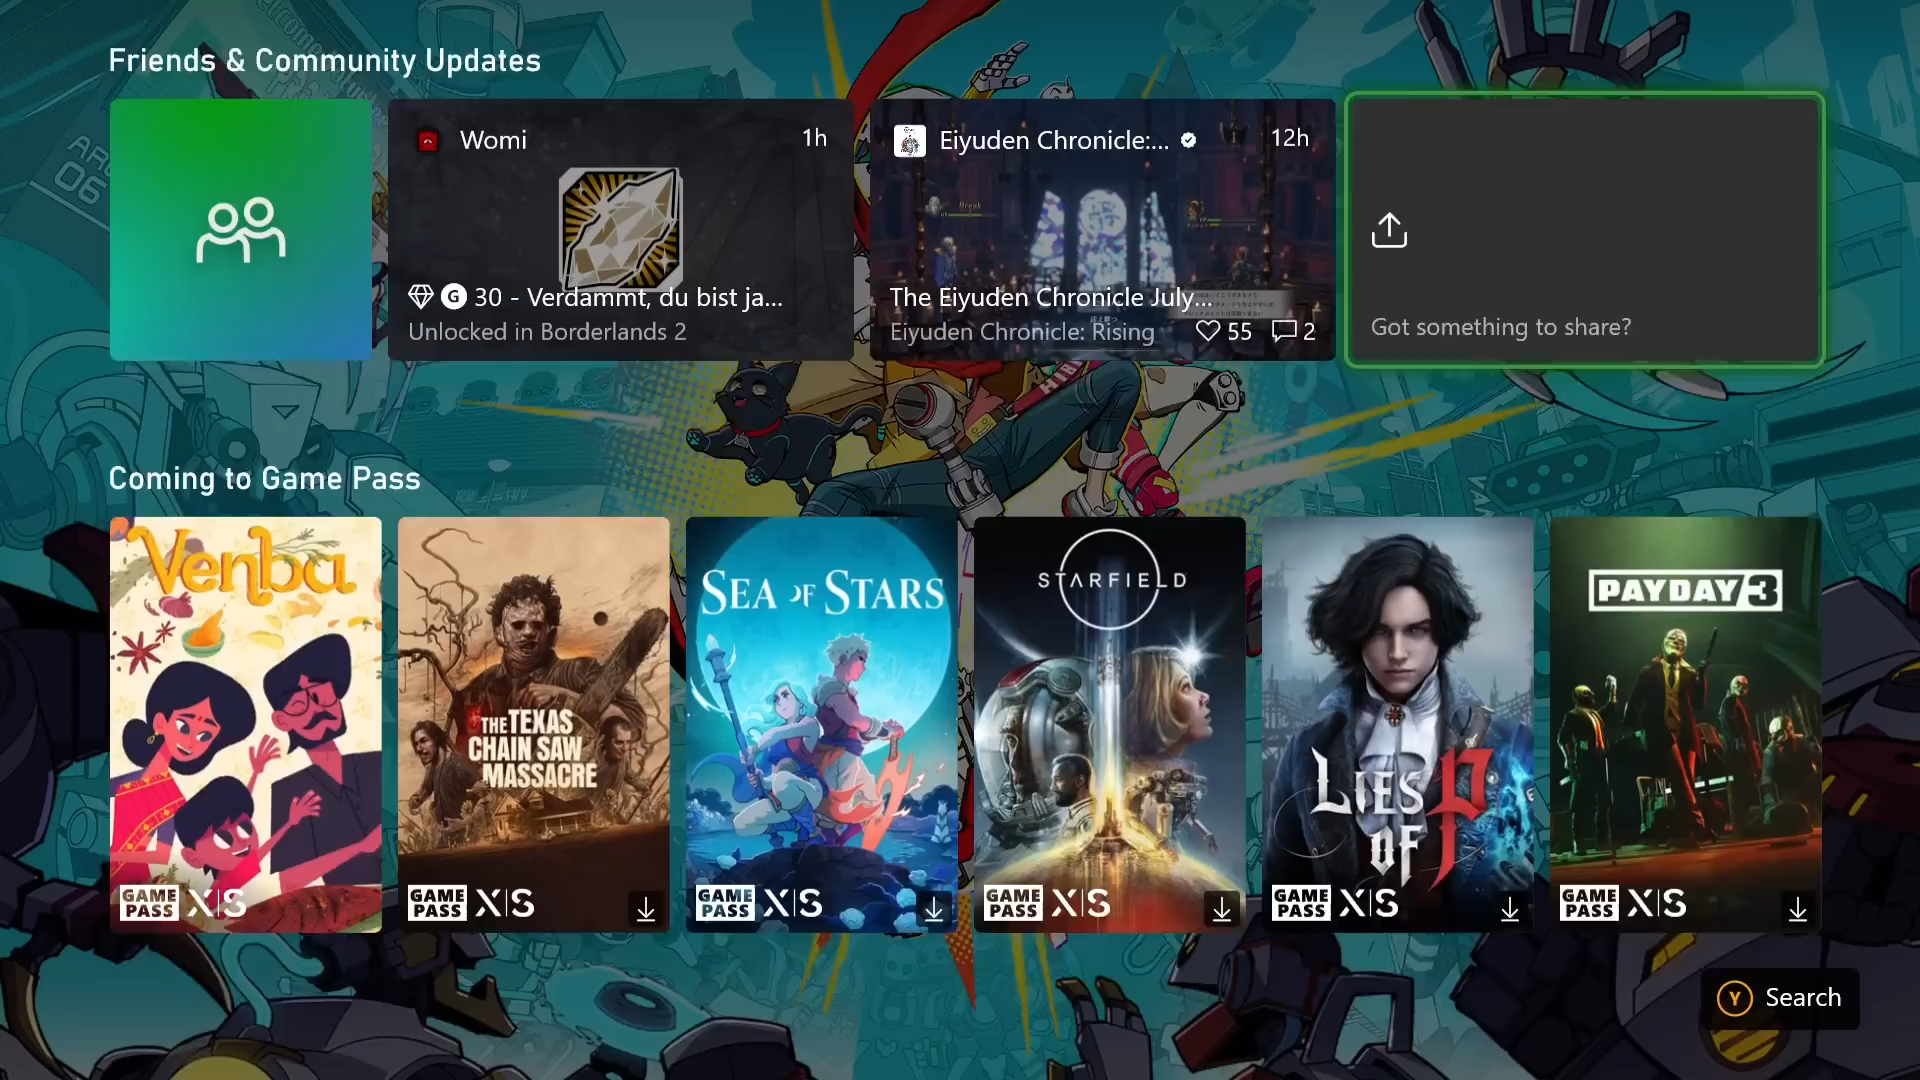 Friends & Community Updates
Womi
1h
G 30 - Verdammt, du bist ja...
Unlocked in Borderlands 2
Eiyuden Chronicle:...
12h
Break
The Eiyuden Chronicle July...
Eiyuden Chronicle: Rising
55
2
Got something to share?
Coming to Game Pass
Venba
GAME PASS X|S
THE TEXAS
CHAIN SAW
MASSACRE
GAME PASS X|S
SEA OF STARS
GAME PASS X|S
STARFIELD
GAME PASS X|S
LIES
OF P
GAME PASS X|S
PAYDAY 3
GAME PASS X|S
Y Search